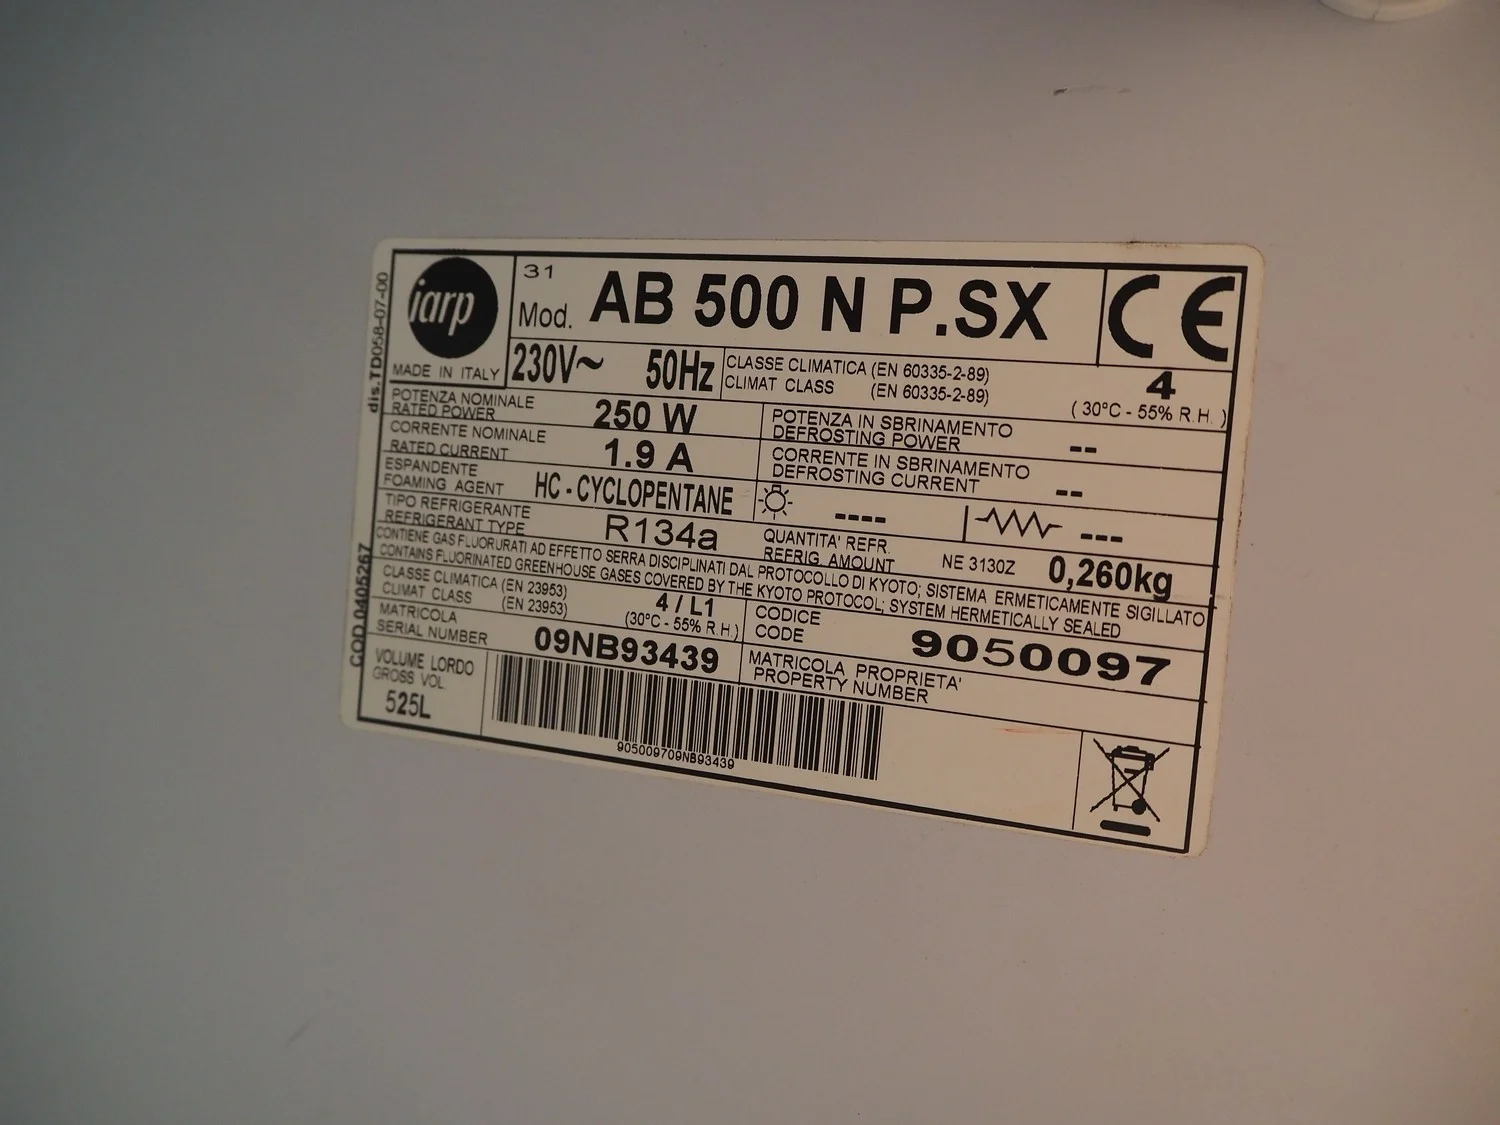 iarp
MADE IN ITALY
31
Mod. AB 500 N P.SX
CE
230V~ 50Hz
CLASSE CLIMATICA (EN 60335-2-89)
CLIMAT CLASS (EN 60335-2-89)
4
(30°C - 55% R.H.)
POTENZA NOMINALE
RATED POWER
250 W
POTENZA IN SBRINAMENTO
DEFROSTING POWER
--
CORRENTE NOMINALE
RATED CURRENT
1.9 A
CORRENTE IN SBRINAMENTO
DEFROSTING CURRENT
--
ESPANDENTE
FOAMING AGENT
HC - CYCLOPENTANE
----
---
TIPO REFRIGERANTE
REFRIGERANT TYPE
R134a
QUANTITA' REFR.
REFRIG. AMOUNT
NE 3130Z
0,260kg
CONTIENE GAS FLUORURATI AD EFFETTO SERRA DISCIPLINATI DAL PROTOCOLLO DI KYOTO; SISTEMA ERMETICAMENTE SIGILLATO
CONTAINS FLUORINATED GREENHOUSE GASES COVERED BY THE KYOTO PROTOCOL; SYSTEM HERMETICALLY SEALED
CLASSE CLIMATICA (EN 23953)
CLIMAT CLASS (EN 23953)
4 / L1
(30°C - 55% R.H.)
CODICE
CODE
9050097
MATRICOLA
SERIAL NUMBER
09NB93439
MATRICOLA PROPRIETA'
PROPERTY NUMBER
VOLUME LORDO
GROSS VOL.
525L
905009709NB93439
dis.TD058-07-00
COD.0405267